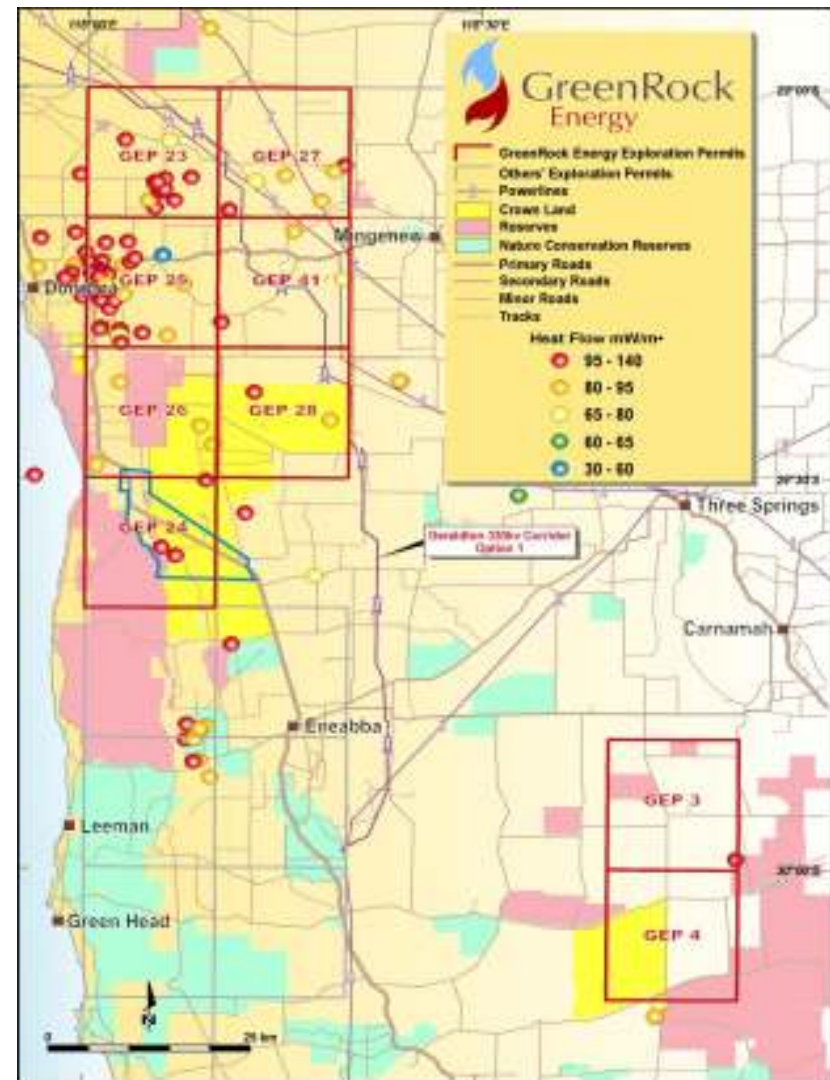 GreenRock
Energy
GreenRock Energy Exploration Permits
Others' Exploration Permits
Powerlines
Crown Land
Reserves
Nature Conservation Reserves
Primary Roads
Secondary Roads
Minor Roads
Tracks
Heat Flow mW/m
95 - 140
80 - 95
65 - 80
60 - 65
30 - 60
GEP 23
GEP 27
Mingenew
GEP 25
GEP 41
GEP 26
GEP 28
GEP 24
Three Springs
Option 1
Carnamah
Eneabba
GEP 3
Leeman
GEP 4
Green Head
N
0
25 km